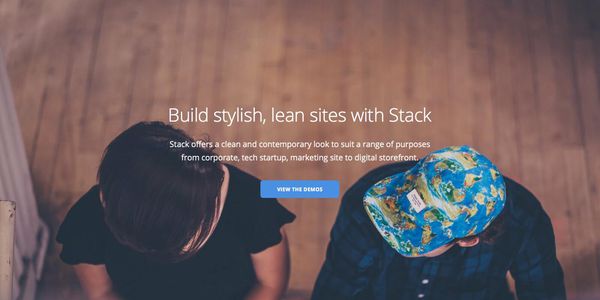 Build stylish, lean sites with Stack
Stack offers a clean and contemporary look to suit a range of purposes
from corporate, tech startup, marketing site to digital storefront.
VIEW THE DEMOS